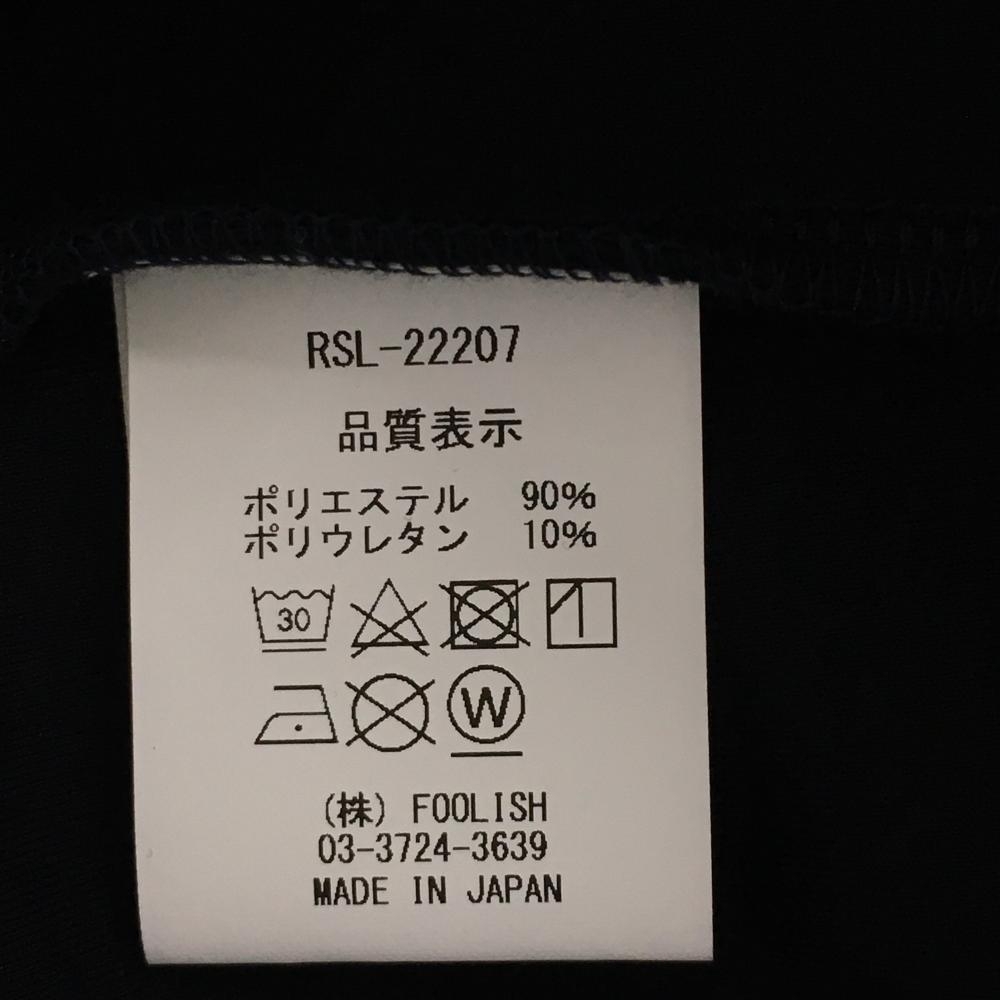 RSL-22207
品質表示
ポリエステル 90%
ポリウレタン 10%
30
W
(株) FOOLISH
03-3724-3639
MADE IN JAPAN